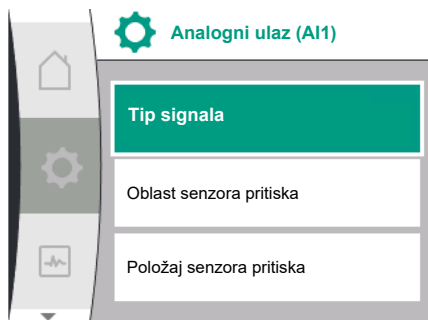 Analogni ulaz (AI1)
Tip signala
Oblast senzora pritiska
Položaj senzora pritiska